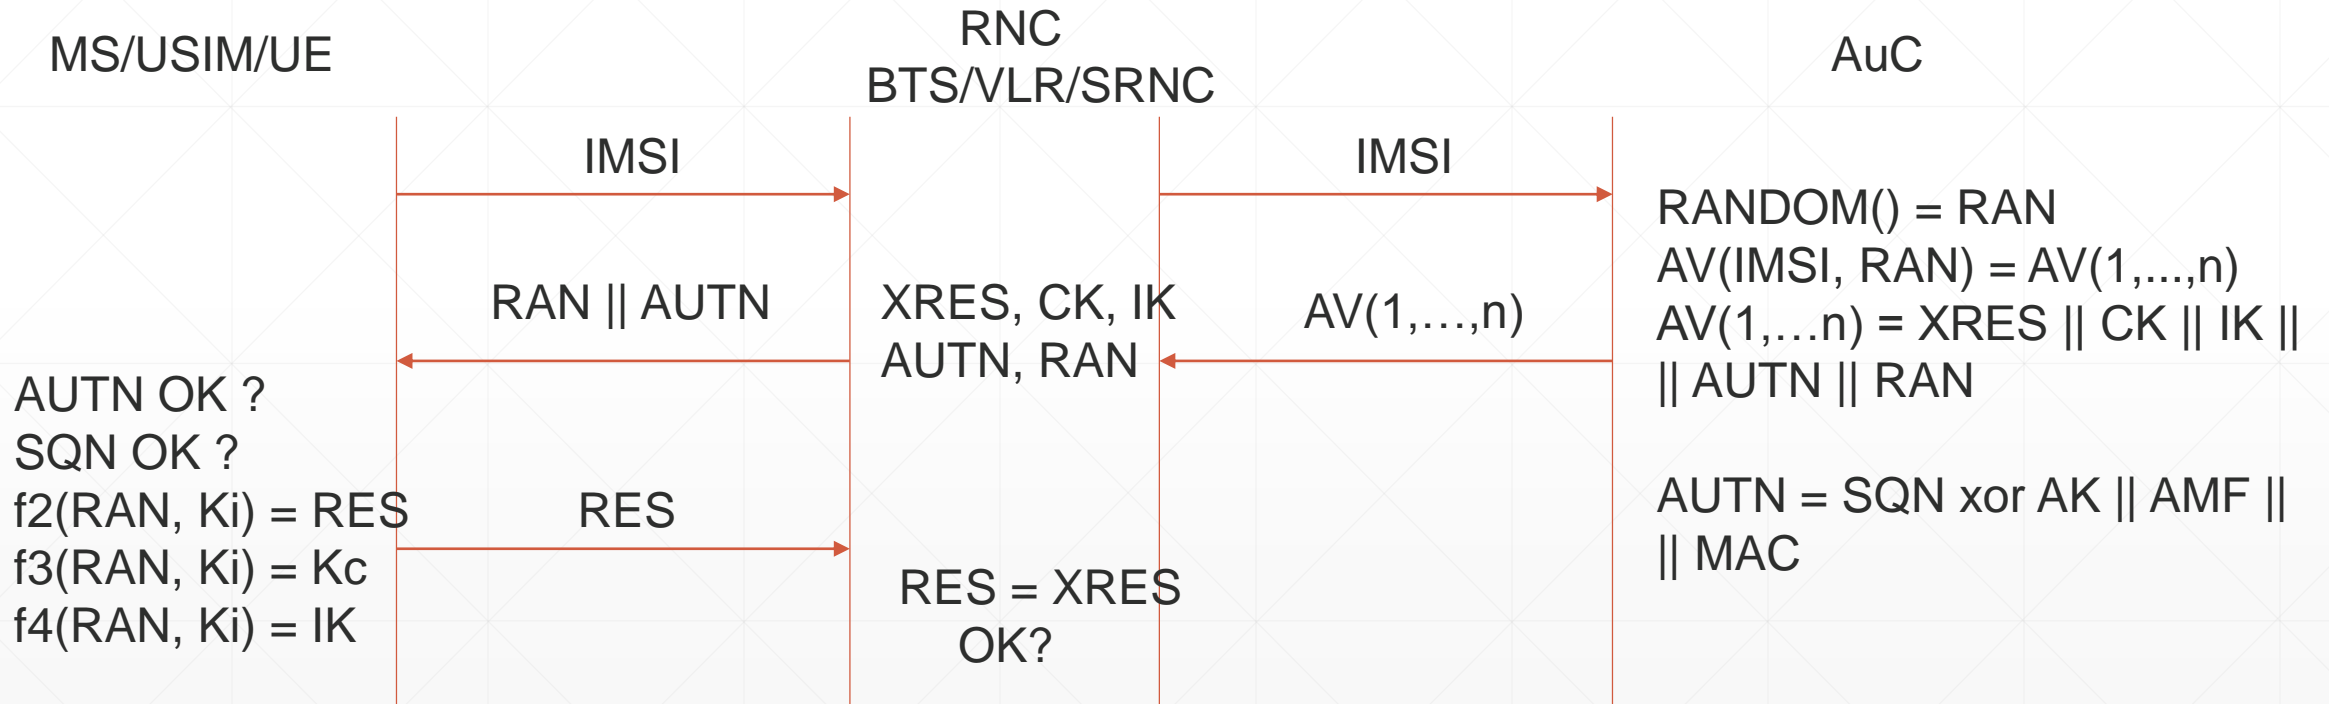 MS/USIM/UE
RNC
BTS/VLR/SRNC
AuC
IMSI
IMSI
RANDOM() = RAN
AV(IMSI, RAN) = AV(1,...,n)
AV(1,…n) = XRES || CK || IK ||
|| AUTN || RAN
RAN || AUTN
XRES, CK, IK
AUTN, RAN
AV(1,…,n)
AUTN OK ?
SQN OK ?
f2(RAN, Ki) = RES
f3(RAN, Ki) = Kc
f4(RAN, Ki) = IK
RES
RES = XRES
OK?
AUTN = SQN xor AK || AMF ||
|| MAC